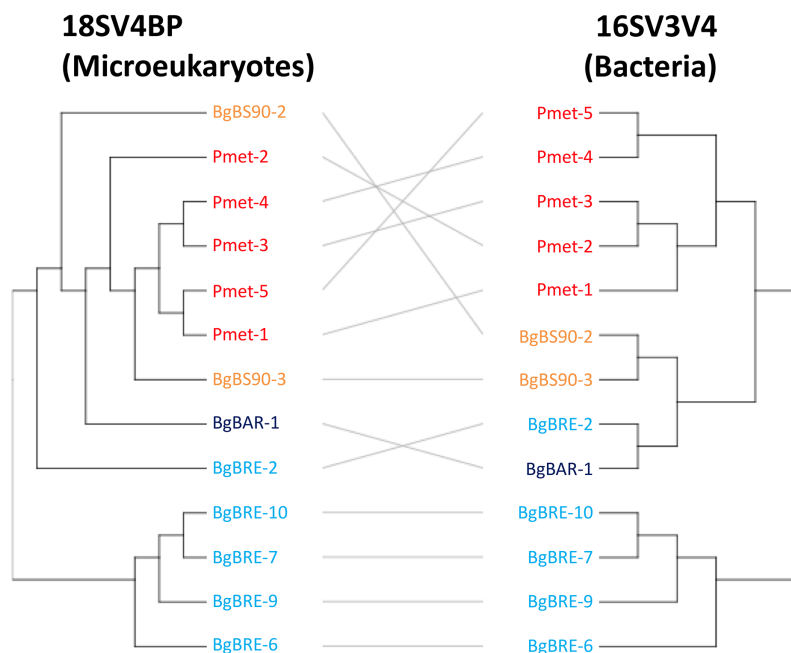 18SV4BP
(Microeukaryotes)
BgBS90-2
Pmet-2
Pmet-4
Pmet-3
Pmet-5
Pmet-1
BgBS90-3
BgBAR-1
BgBRE-2
BgBRE-10
BgBRE-7
BgBRE-9
BgBRE-6
16SV3V4
(Bacteria)
Pmet-5
Pmet-4
Pmet-3
Pmet-2
Pmet-1
BgBS90-2
BgBS90-3
BgBRE-2
BgBAR-1
BgBRE-10
BgBRE-7
BgBRE-9
BgBRE-6